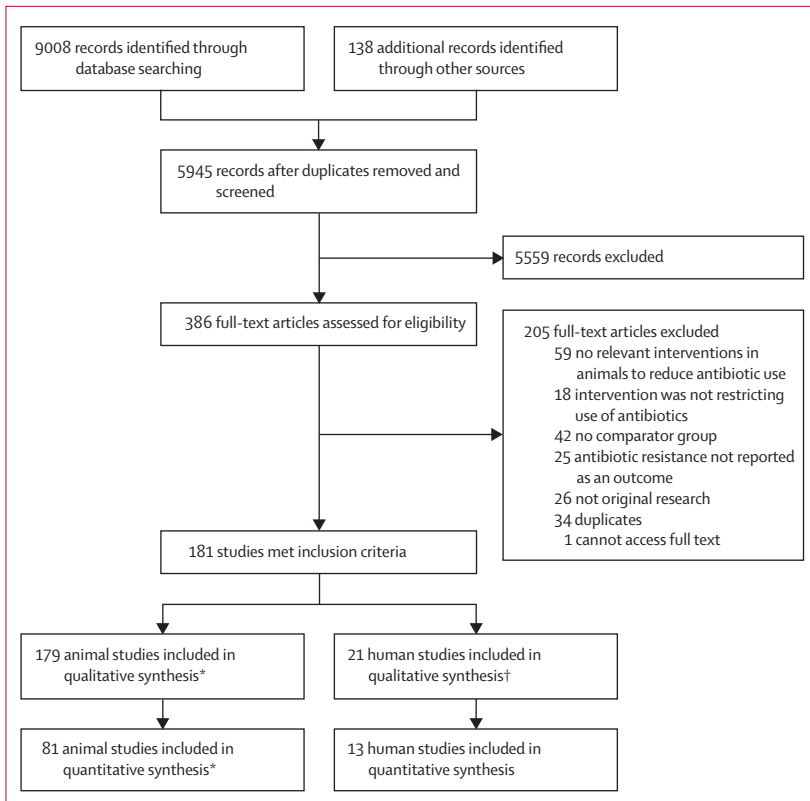 9008 records identified through
database searching
138 additional records identified
through other sources
5945 records after duplicates removed and
screened
5559 records excluded
386 full-text articles assessed for eligibility
205 full-text articles excluded
59 no relevant interventions in
animals to reduce antibiotic use
18 intervention was not restricting
use of antibiotics
42 no comparator group
25 antibiotic resistance not reported
as an outcome
26 not original research
34 duplicates
1 cannot access full text
181 studies met inclusion criteria
179 animal studies included in
qualitative synthesis*
21 human studies included in
qualitative synthesis†
81 animal studies included in
quantitative synthesis*
13 human studies included in
quantitative synthesis